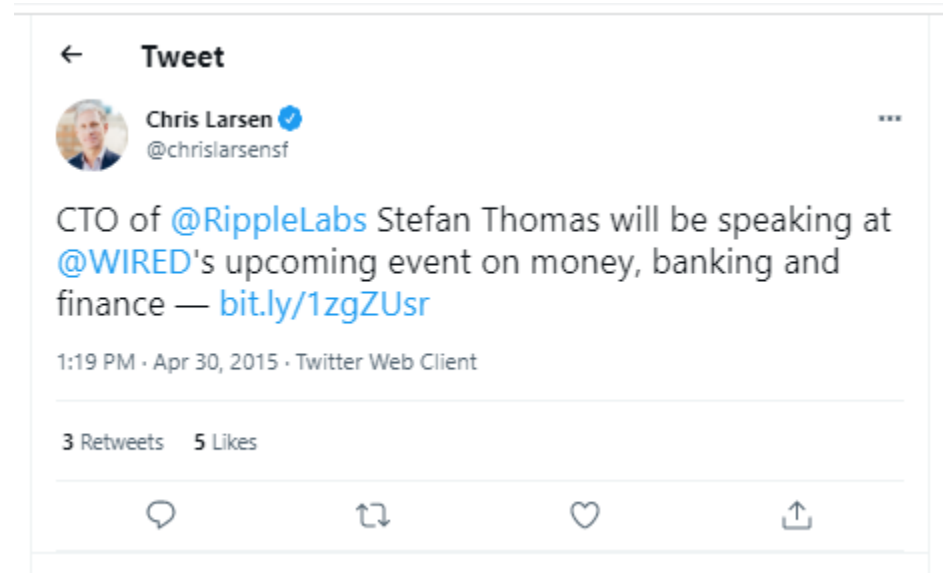 Tweet
Chris Larsen
@chrislarsensf
CTO of @RippleLabs Stefan Thomas will be speaking at
@WIRED's upcoming event on money, banking and
finance — bit.ly/1zgZUsr
1:19 PM · Apr 30, 2015 · Twitter Web Client
3 Retweets 5 Likes